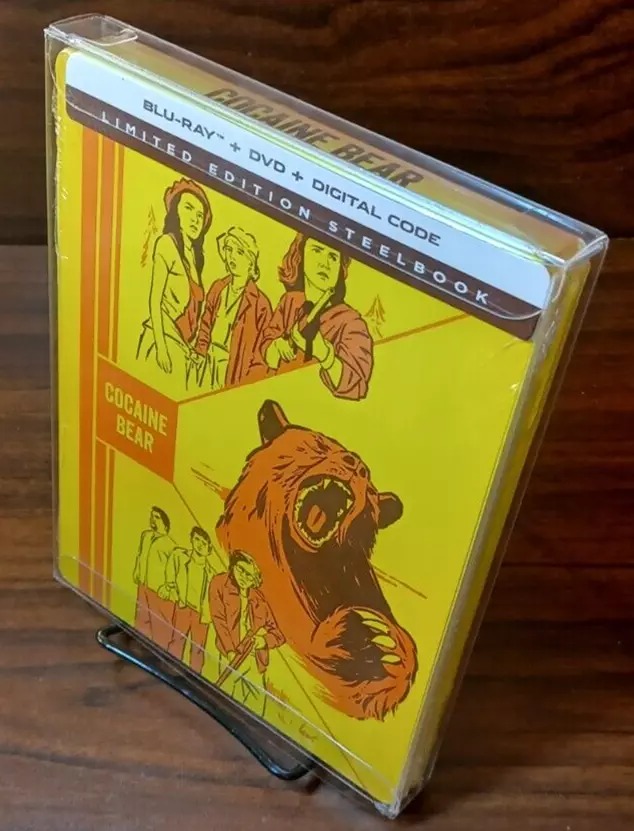 COCAINE BEAR
BLU-RAY™ + DVD + DIGITAL CODE
LIMITED EDITION STEELBOOK
COCAINE
BEAR